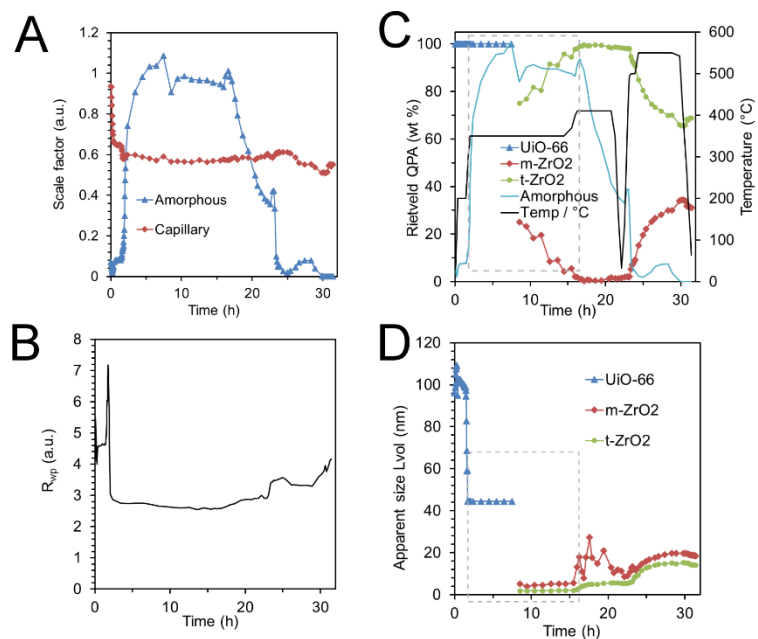 A
Scale factor (a.u.)
1.2
1
0.8
0.6
0.4
0.2
0
Amorphous
Capillary
0 10 20 30
Time (h)
C
Rietveld QPA (wt %)
100
80
60
40
20
0
UiO-66
m-ZrO2
t-ZrO2
Amorphous
Temp / °C
600
500
400
300
200
100
0
Temperature (°C)
0 10 20 30
Time (h)
B
Rwp (a.u.)
8
7
6
5
4
3
2
1
0
0 10 20 30
Time (h)
D
Apparent size Lvol (nm)
120
100
80
60
40
20
0
UiO-66
m-ZrO2
t-ZrO2
0 10 20 30
Time (h)